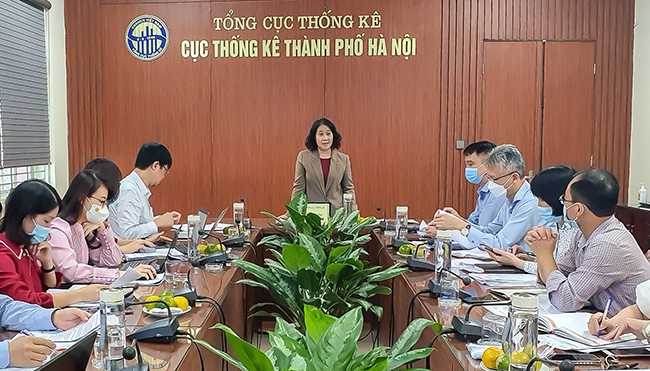 TỔNG CỤC THỐNG KÊ
CỤC THỐNG KÊ THÀNH PHỐ HÀ NỘI